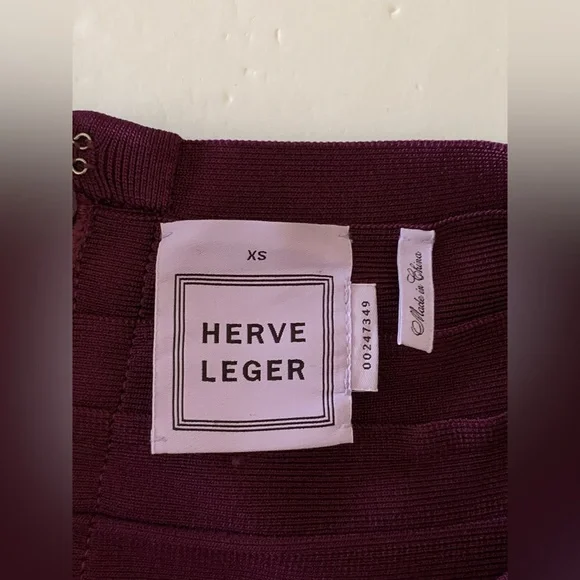 XS
HERVE
LEGER
00247349
Made in China